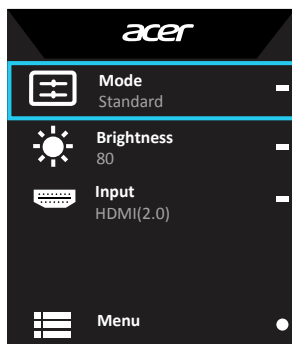 acer
Mode
Standard
Brightness
80
Input
HDMI(2.0)
Menu